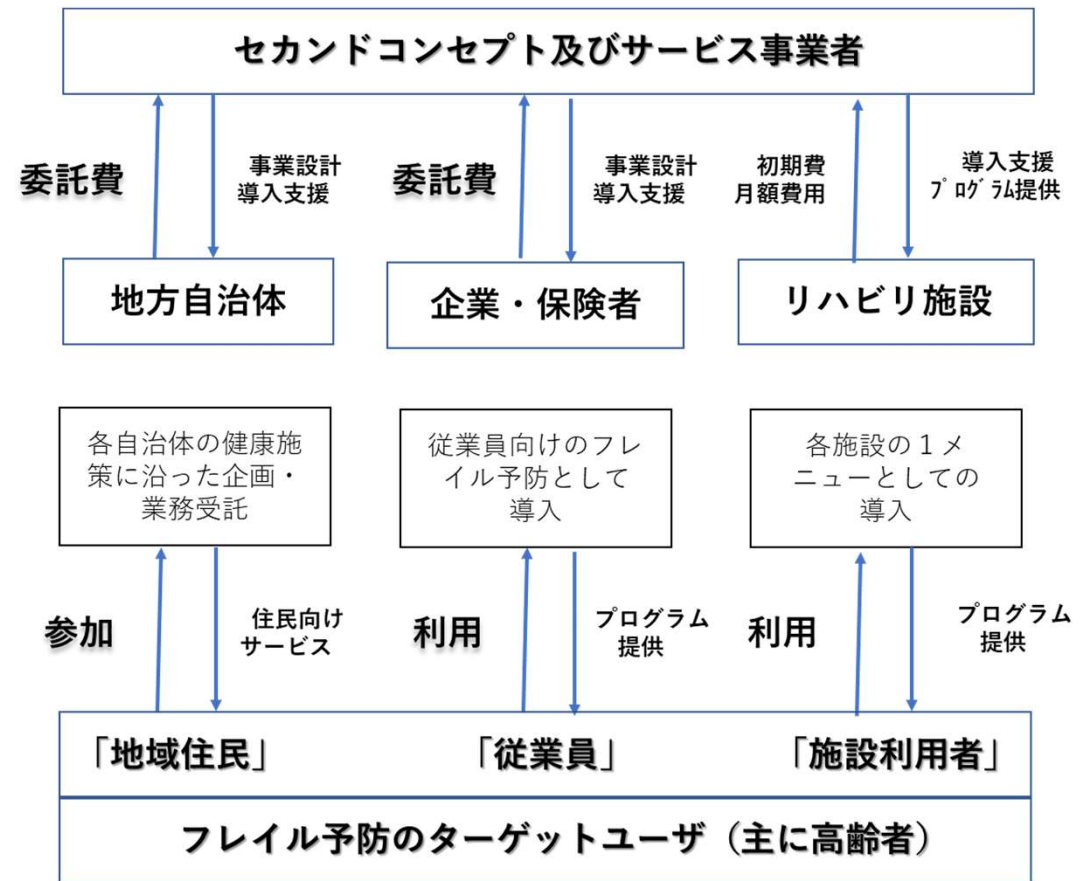 セカンドコンセプト及びサービス事業者
委託費
事業設計
導入支援
委託費
事業設計
導入支援
初期費
月額費用
導入支援
ﾌﾟﾛｸﾞﾗﾑ提供
地方自治体
企業・保険者
リハビリ施設
各自治体の健康施
策に沿った企画・
業務受託
従業員向けのフレ
イル予防として
導入
各施設の１メ
ニューとしての
導入
参加
住民向け
サービス
利用
プログラム
提供
利用
プログラム
提供
「地域住民」
「従業員」
「施設利用者」
フレイル予防のターゲットユーザ（主に高齢者）